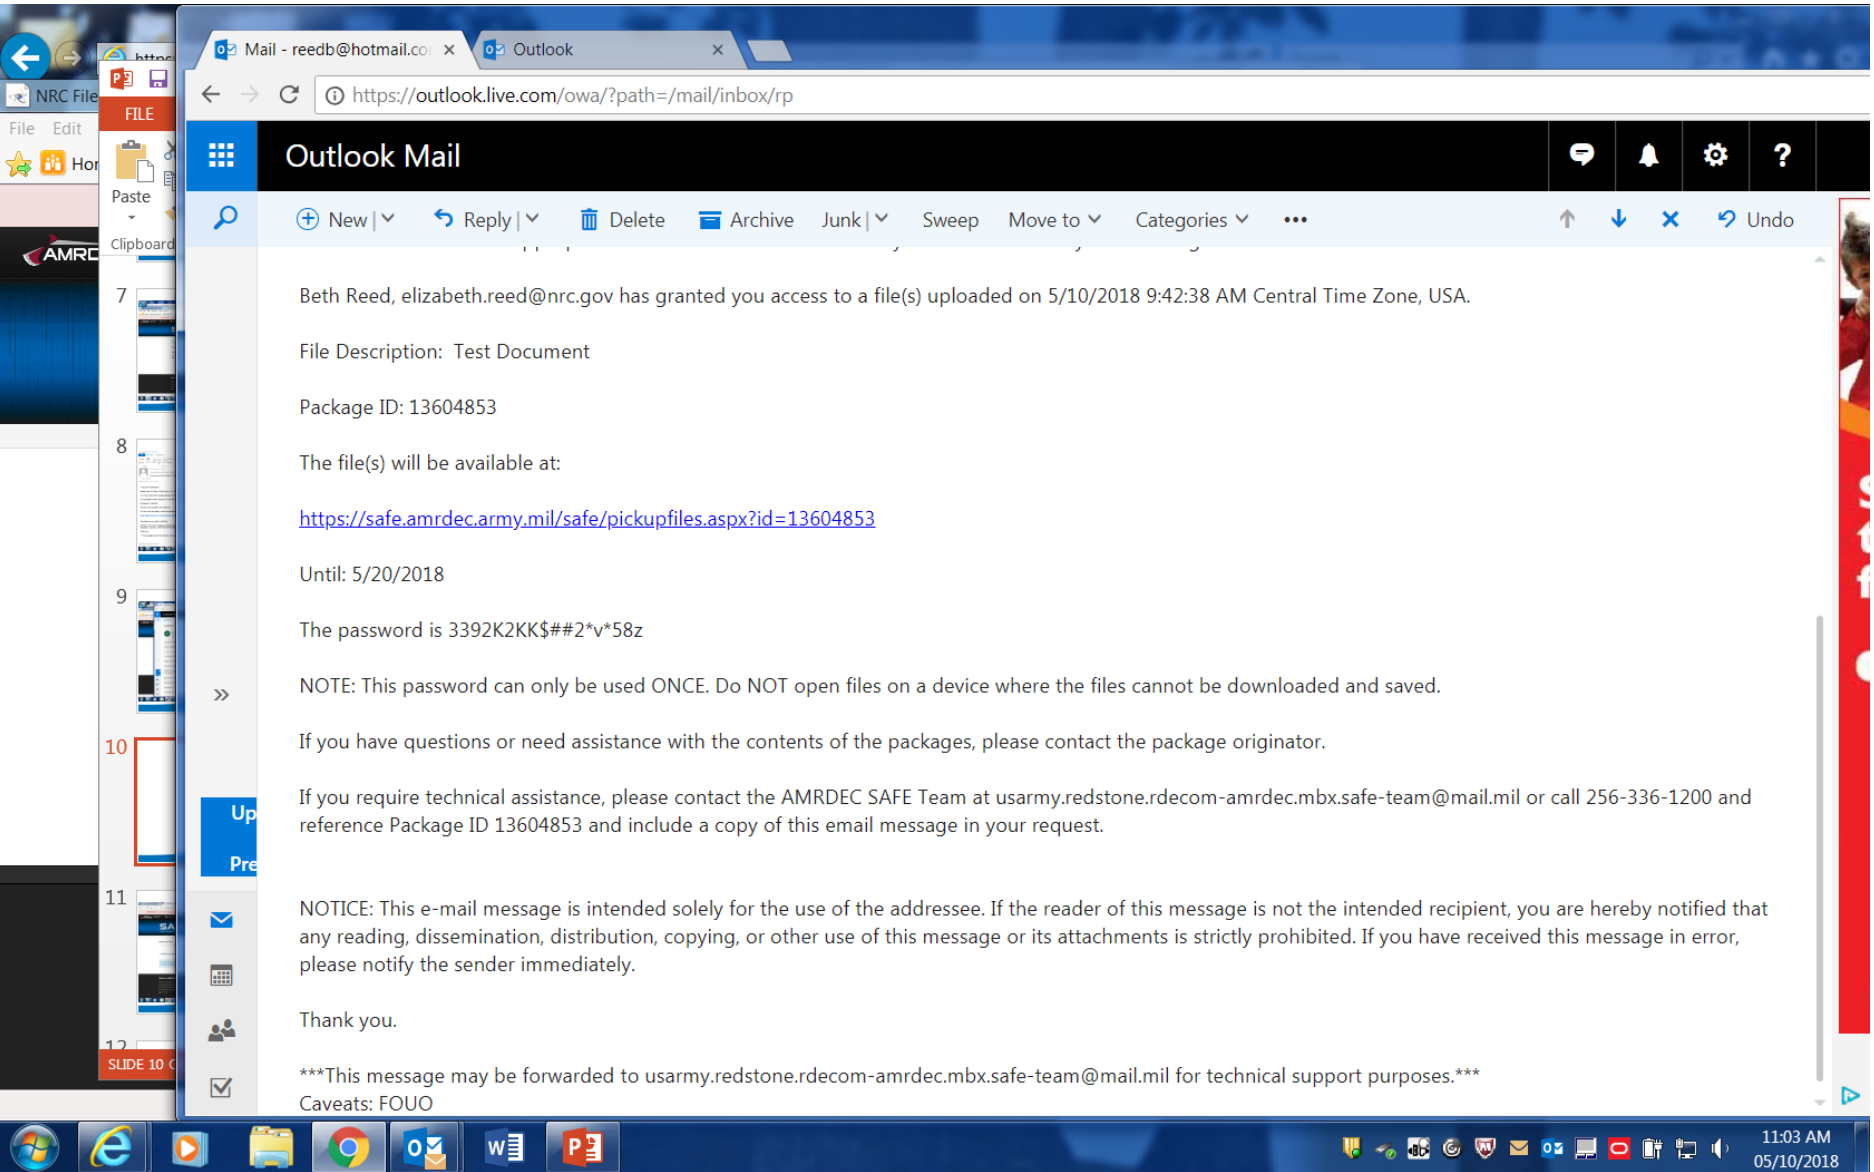 Mail - reedb@hotmail.co
Outlook
https:
NRC File
FILE
https://outlook.live.com/owa/?path=/mail/inbox/rp
File Edit
Hor
Paste
Clipboard
AMRD
Outlook Mail
New
Reply
Delete
Archive
Junk
Sweep
Move to
Categories
Undo
Beth Reed, elizabeth.reed@nrc.gov has granted you access to a file(s) uploaded on 5/10/2018 9:42:38 AM Central Time Zone, USA.
File Description: Test Document
Package ID: 13604853
The file(s) will be available at:
https://safe.amrdec.army.mil/safe/pickupfiles.aspx?id=13604853
Until: 5/20/2018
The password is 3392K2KK$##2*v*58z
NOTE: This password can only be used ONCE. Do NOT open files on a device where the files cannot be downloaded and saved.
If you have questions or need assistance with the contents of the packages, please contact the package originator.
If you require technical assistance, please contact the AMRDEC SAFE Team at usarmy.redstone.rdecom-amrdec.mbx.safe-team@mail.mil or call 256-336-1200 and
reference Package ID 13604853 and include a copy of this email message in your request.
NOTICE: This e-mail message is intended solely for the use of the addressee. If the reader of this message is not the intended recipient, you are hereby notified that
any reading, dissemination, distribution, copying, or other use of this message or its attachments is strictly prohibited. If you have received this message in error,
please notify the sender immediately.
Thank you.
***This message may be forwarded to usarmy.redstone.rdecom-amrdec.mbx.safe-team@mail.mil for technical support purposes.***
Caveats: FOUO
7
8
9
10
11
12
Up
Pre
SLIDE 10 O
11:03 AM
05/10/2018